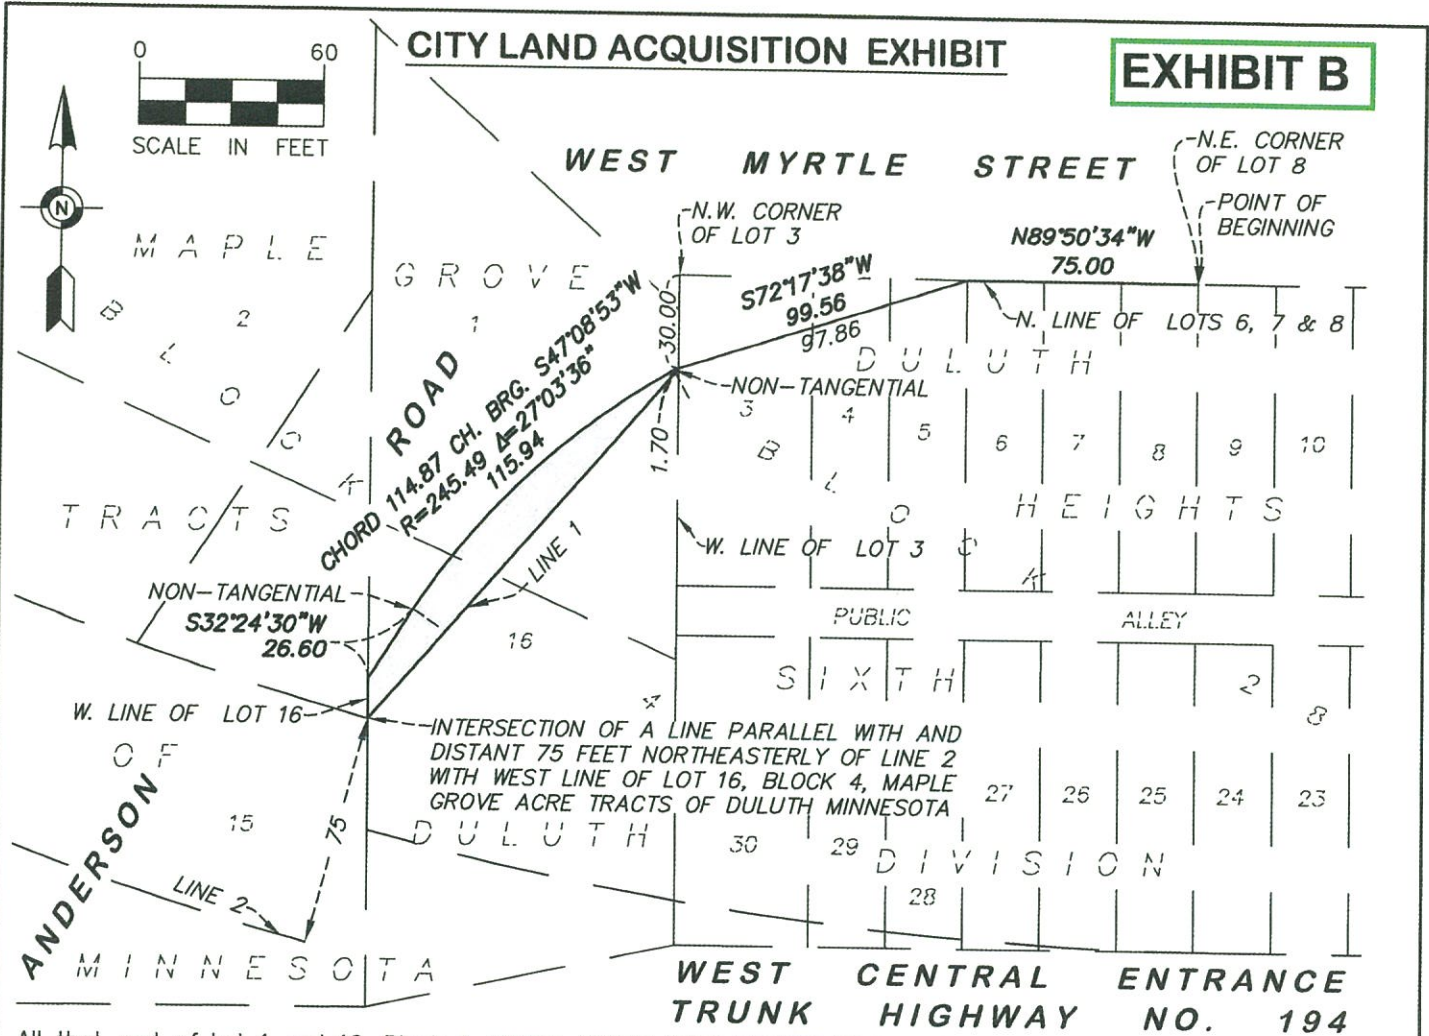 CITY LAND ACQUISITION EXHIBIT
EXHIBIT B
0 60
SCALE IN FEET
N
WEST MYRTLE STREET
N.E. CORNER
OF LOT 8
POINT OF
BEGINNING
N.W. CORNER
OF LOT 3
N89°50'34"W
75.00
S72°17'38"W
99.56
97.86
30.00
N. LINE OF LOTS 6, 7 & 8
NON-TANGENTIAL
1.70
W. LINE OF LOT 3
CHORD 114.87 CH. BRG. S47°08'53"W
R=245.49 Δ=27°03'36"
115.94
LINE 1
NON-TANGENTIAL
S32°24'30"W
26.60
W. LINE OF LOT 16
INTERSECTION OF A LINE PARALLEL WITH AND
DISTANT 75 FEET NORTHEASTERLY OF LINE 2
WITH WEST LINE OF LOT 16, BLOCK 4, MAPLE
GROVE ACRE TRACTS OF DULUTH MINNESOTA
75
LINE 2
ANDERSON ROAD
MAPLE GROVE
TRACTS
OF
DULUTH
MINNESOTA
BLOCK 4
2
1
16
15
DULUTH
HEIGHTS
SIXTH
DIVISION
BLOCK 28
3 4 5 6 7 8 9 10
PUBLIC ALLEY
30 29 28 27 26 25 24 23
WEST CENTRAL ENTRANCE
TRUNK HIGHWAY NO. 194